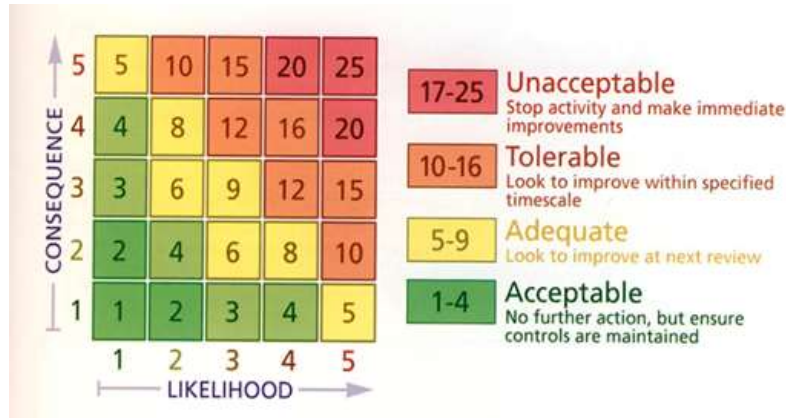 CONSEQUENCE
5 5 10 15 20 25
4 4 8 12 16 20
3 3 6 9 12 15
2 2 4 6 8 10
1 1 2 3 4 5
1 2 3 4 5
LIKELIHOOD
17-25 Unacceptable
Stop activity and make immediate
improvements
10-16 Tolerable
Look to improve within specified
timescale
5-9 Adequate
Look to improve at next review
1-4 Acceptable
No further action, but ensure
controls are maintained